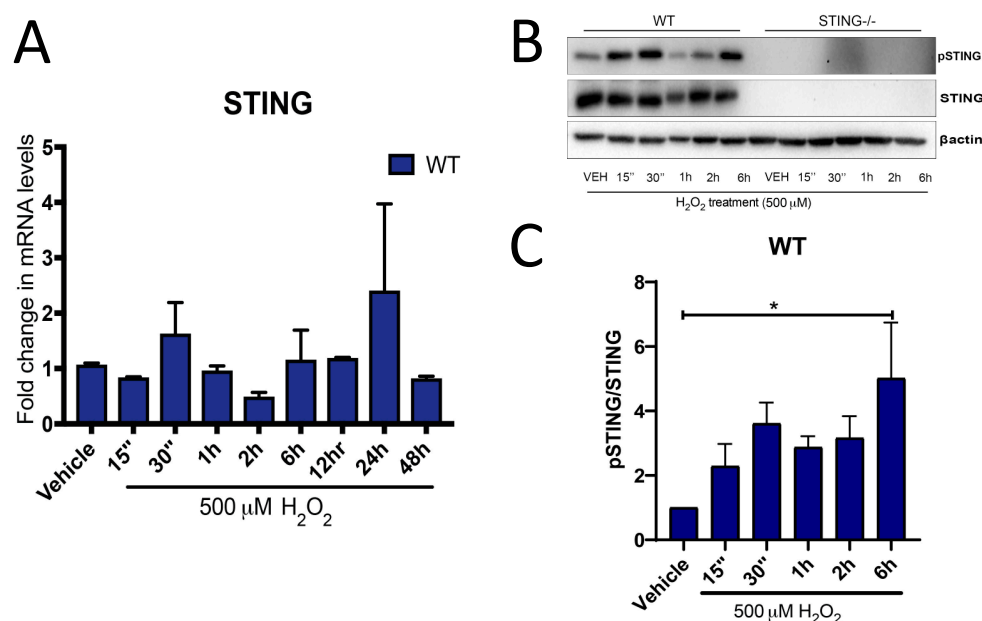 A
STING
Fold change in mRNA levels
5
4
3
2
1
0
WT
Vehicle 15" 30" 1h 2h 6h 12hr 24h 48h
500 µM H₂O₂
B
WT STING-/-
pSTING
STING
βactin
VEH 15" 30" 1h 2h 6h VEH 15" 30" 1h 2h 6h
H₂O₂ treatment (500 µM)
C
WT
pSTING/STING
8
6
4
2
0
*
Vehicle 15" 30" 1h 2h 6h
500 µM H₂O₂